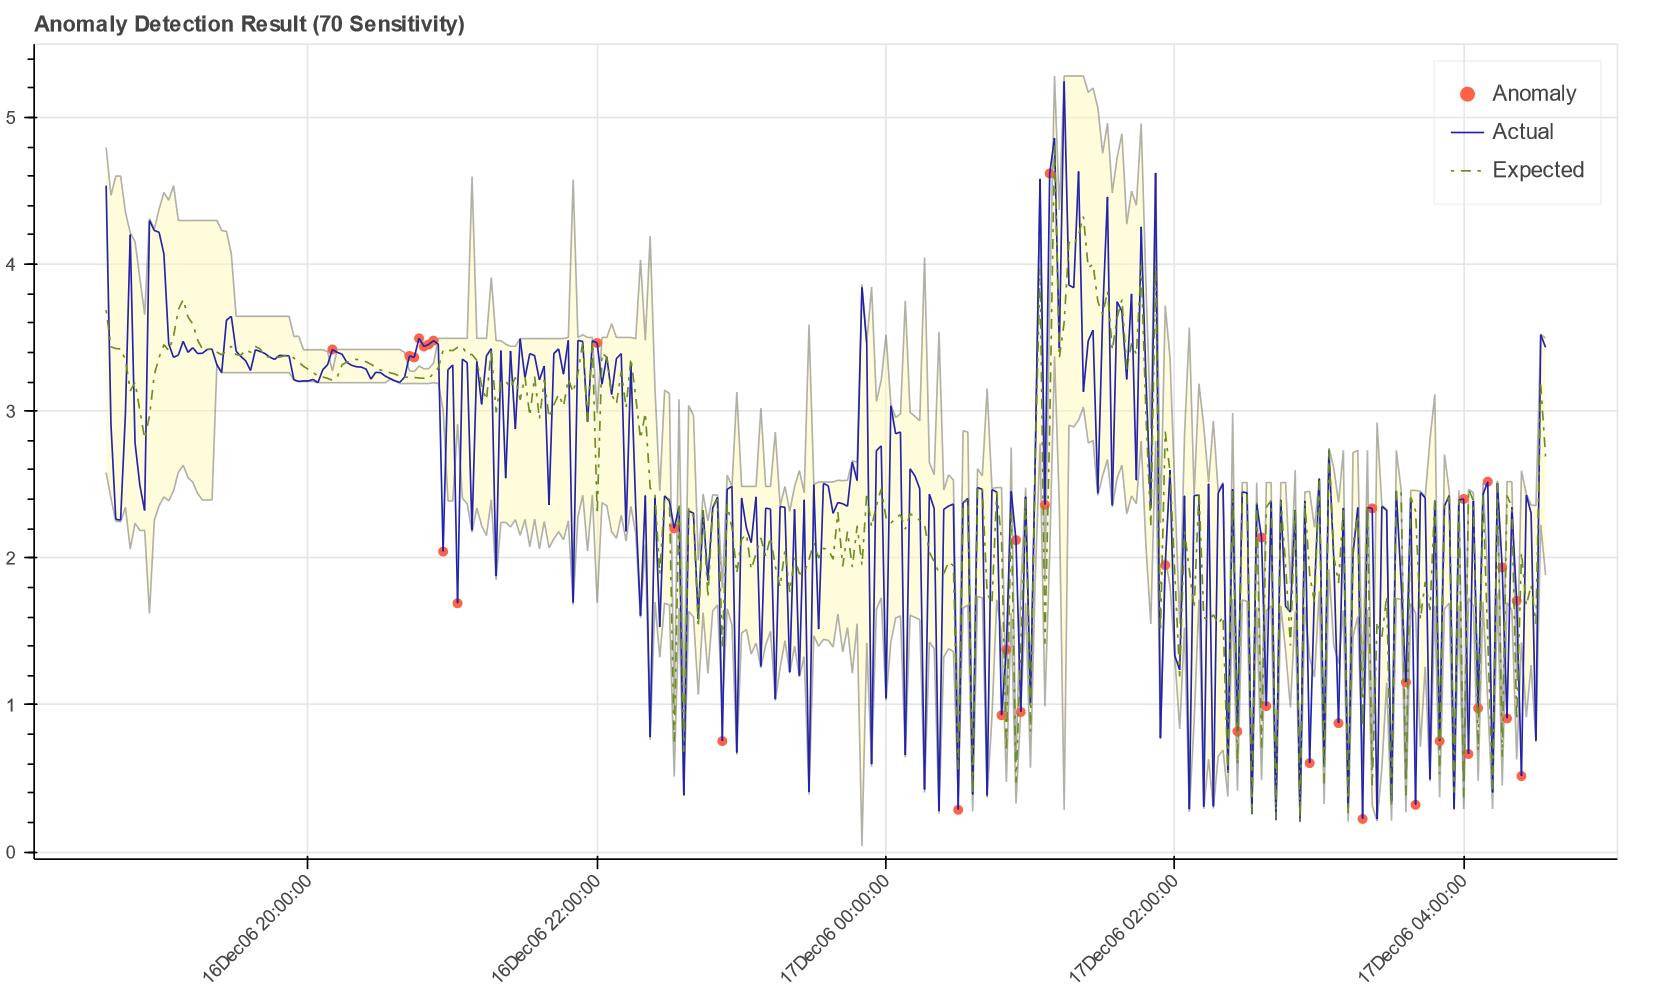 Anomaly Detection Result (70 Sensitivity)
Anomaly
Actual
Expected
5
4
3
2
1
0
16Dec06 20:00:00
16Dec06 22:00:00
17Dec06 00:00:00
17Dec06 02:00:00
17Dec06 04:00:00